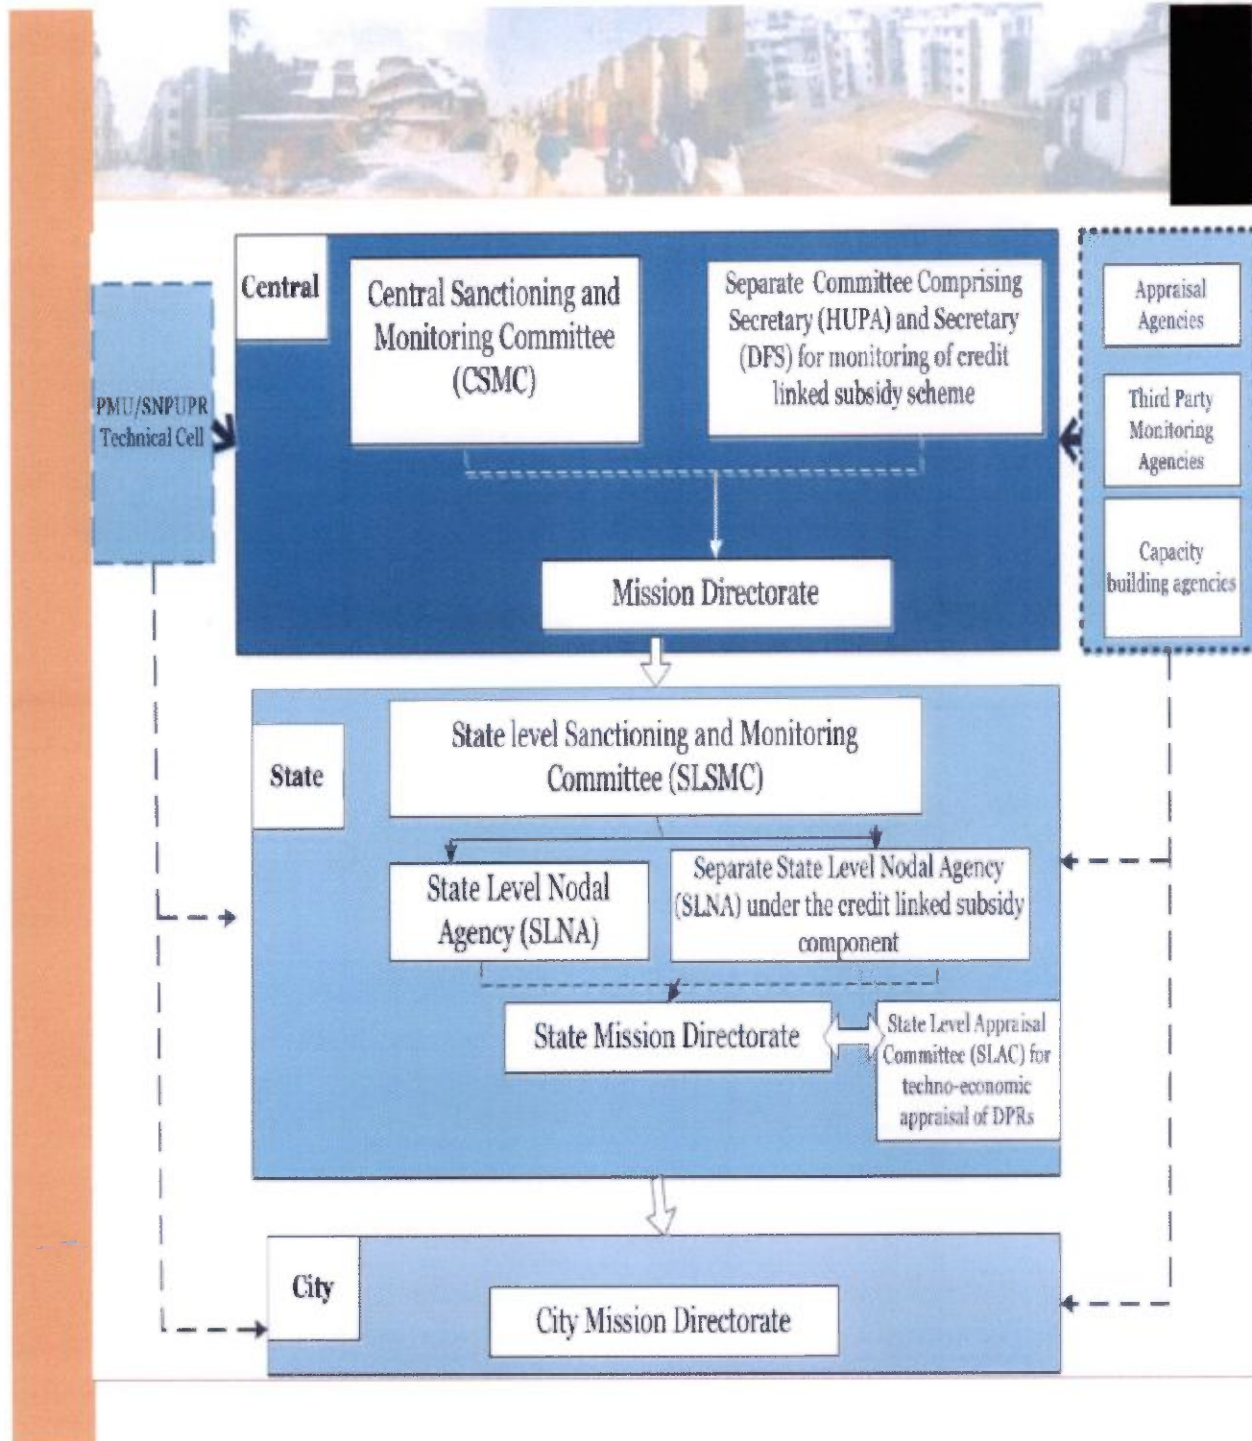 Central
Central Sanctioning and
Monitoring Committee
(CSMC)
Separate Committee Comprising
Secretary (HUPA) and Secretary
(DFS) for monitoring of credit
linked subsidy scheme
Appraisal
Agencies
PMU/SNPUPR
Technical Cell
Third Party
Monitoring
Agencies
Capacity
building agencies
Mission Directorate
State
State level Sanctioning and Monitoring
Committee (SLSMC)
State Level Nodal
Agency (SLNA)
Separate State Level Nodal Agency
(SLNA) under the credit linked subsidy
component
State Mission Directorate
State Level Appraisal
Committee (SLAC) for
techno-economic
appraisal of DPRs
City
City Mission Directorate